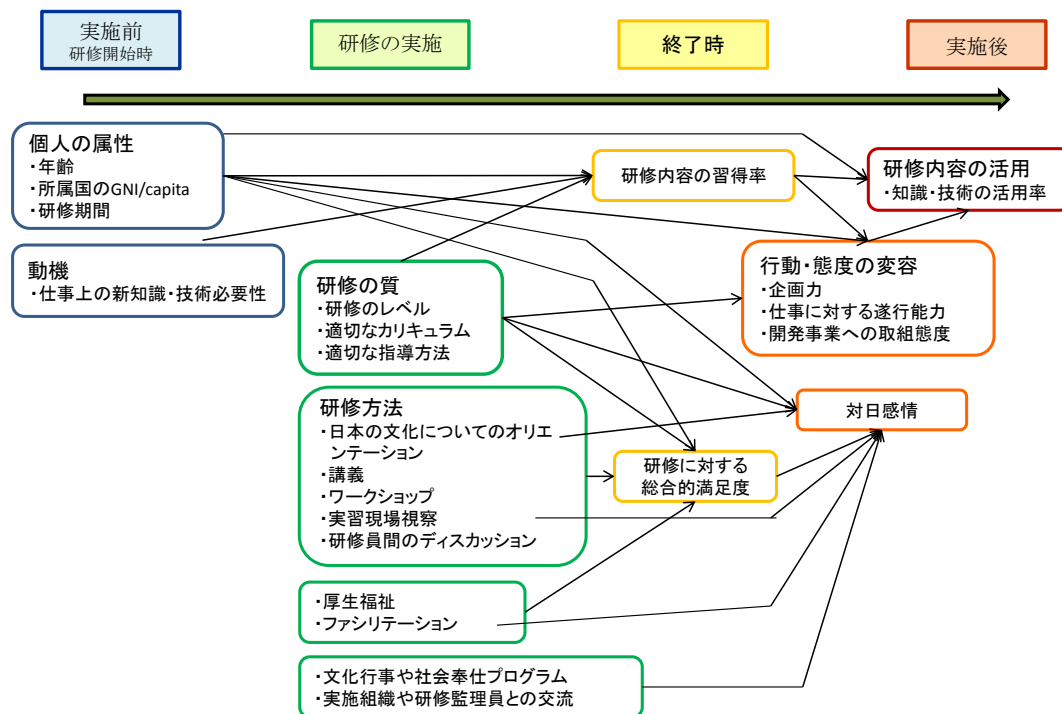 実施前
研修開始時
研修の実施
終了時
実施後
個人の属性
・年齢
・所属国のGNI/capita
・研修期間
動機
・仕事上の新知識・技術必要性
研修の質
・研修のレベル
・適切なカリキュラム
・適切な指導方法
研修方法
・日本の文化についてのオリエ
ンテーション
・講義
・ワークショップ
・実習現場視察
・研修員間のディスカッション
・厚生福祉
・ファシリテーション
・文化行事や社会奉仕プログラム
・実施組織や研修監理員との交流
研修内容の習得率
研修に対する
総合的満足度
研修内容の活用
・知識・技術の活用率
行動・態度の変容
・企画力
・仕事に対する遂行能力
・開発事業への取組態度
対日感情